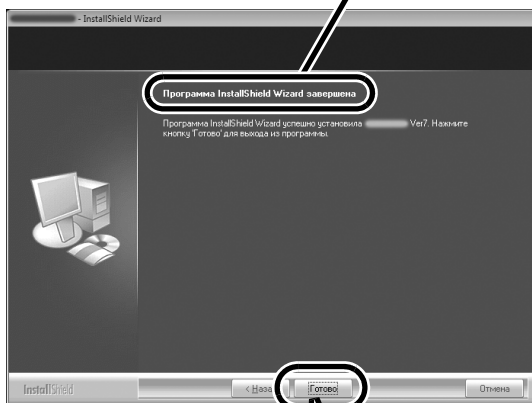 - InstallShield Wizard
Программа InstallShield Wizard завершена
Программа InstallShield Wizard успешно установила Ver7. Нажмите
кнопку 'Готово' для выхода из программы.
InstallShield
Готово
Отмена